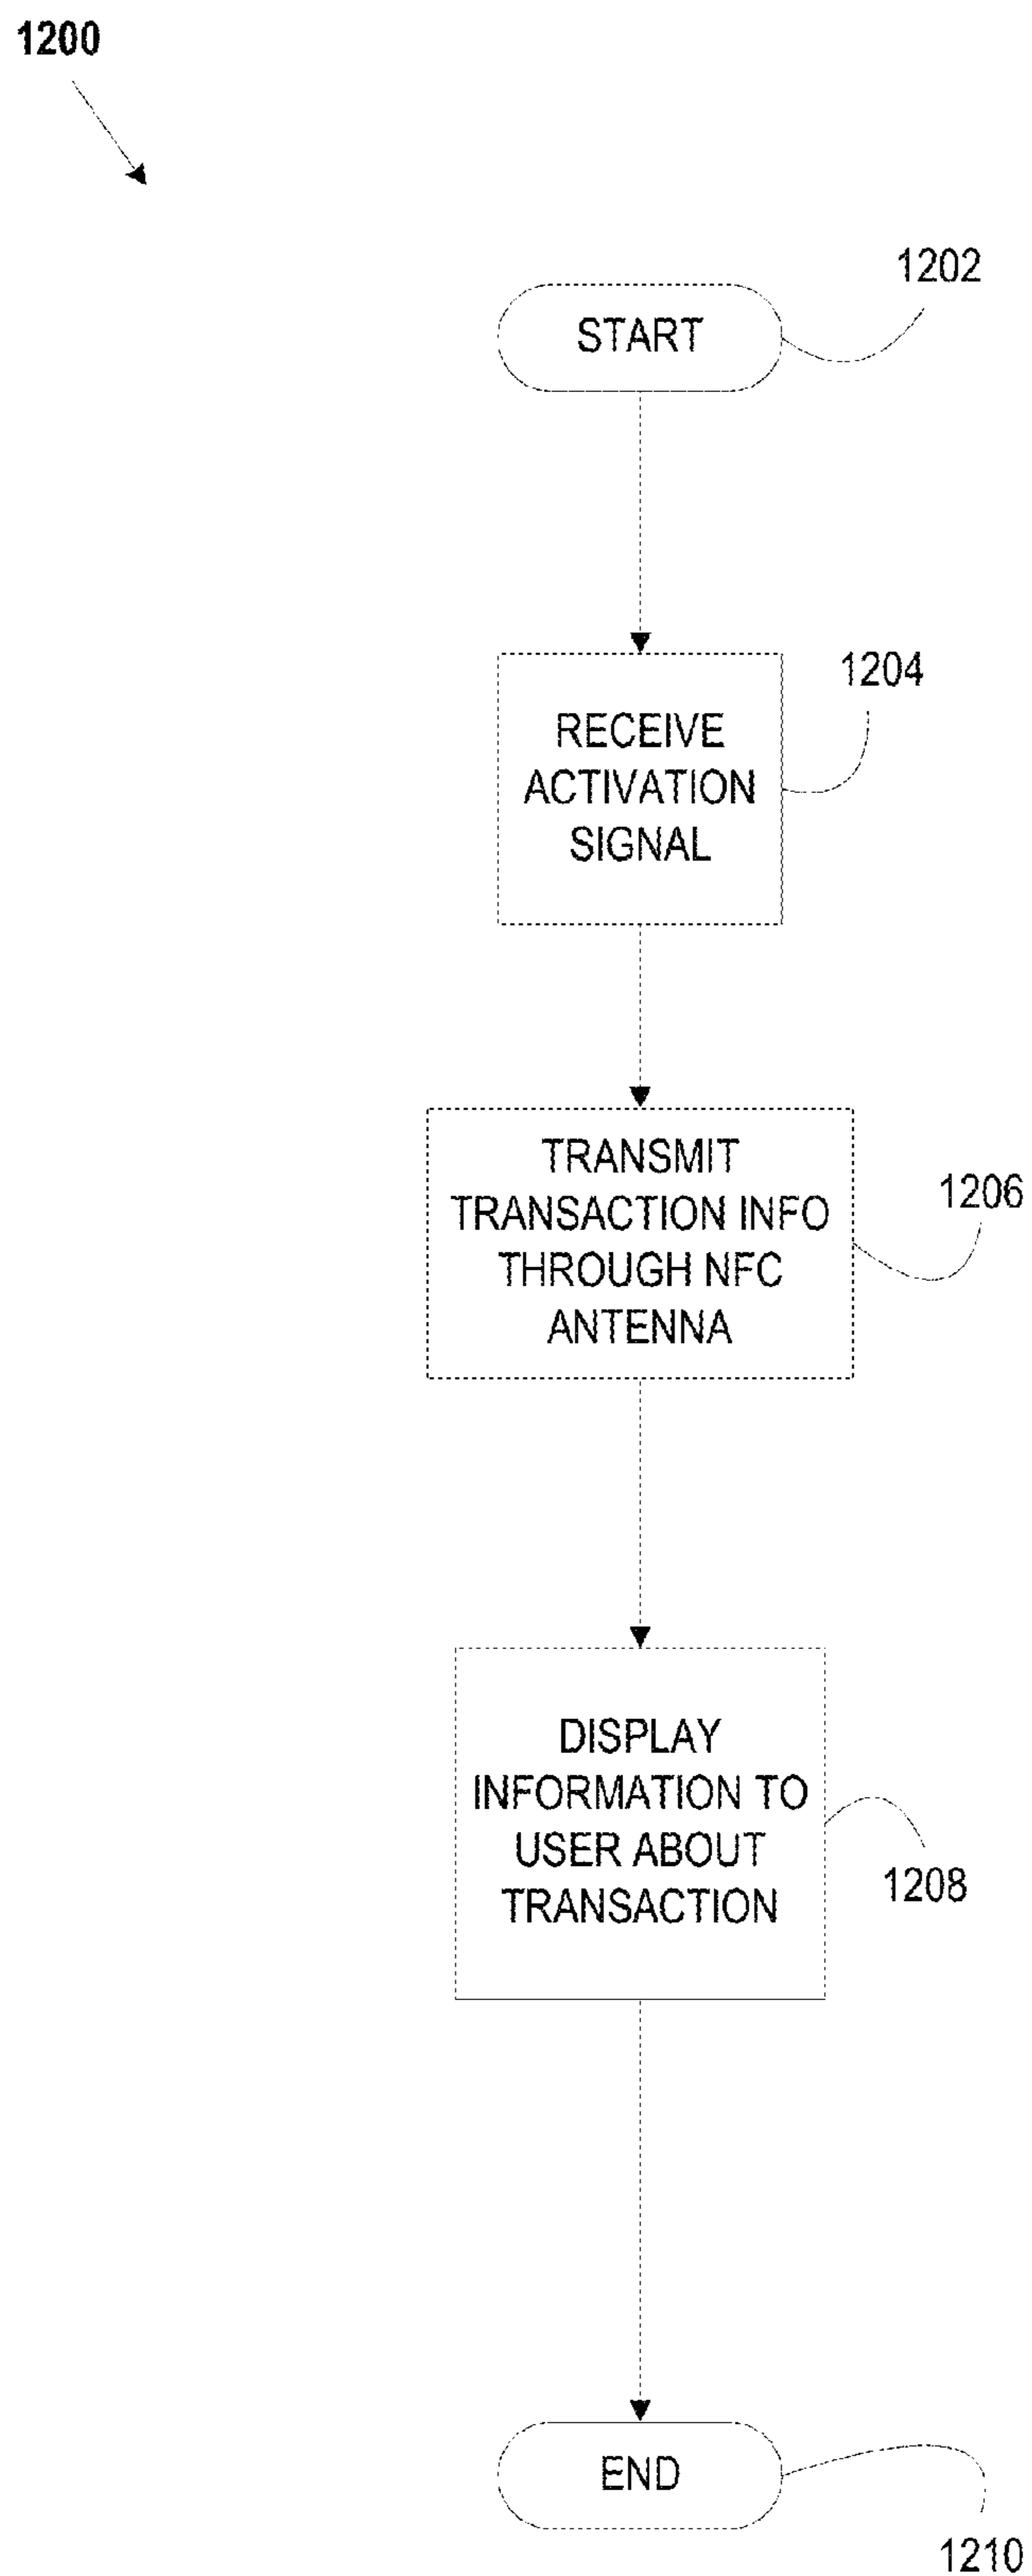 1200
1202
START
1204
RECEIVE
ACTIVATION
SIGNAL
TRANSMIT
TRANSACTION INFO
THROUGH NFC
ANTENNA
1206
DISPLAY
INFORMATION TO
USER ABOUT
TRANSACTION
1208
END
1210